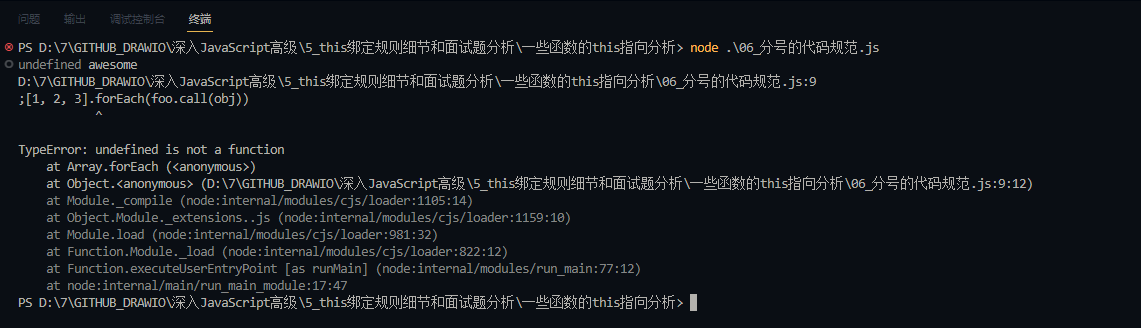 问题 输出 调试控制台 终端
PS D:\7\GITHUB_DRAWIO\深入JavaScript高级\5_this绑定规则细节和面试题分析\一些函数的this指向分析> node .\06_分号的代码规范.js
undefined awesome
D:\7\GITHUB_DRAWIO\深入JavaScript高级\5_this绑定规则细节和面试题分析\一些函数的this指向分析\06_分号的代码规范.js:9
;[1, 2, 3].forEach(foo.call(obj))
^
TypeError: undefined is not a function
at Array.forEach (<anonymous>)
at Object.<anonymous> (D:\7\GITHUB_DRAWIO\深入JavaScript高级\5_this绑定规则细节和面试题分析\一些函数的this指向分析\06_分号的代码规范.js:9:12)
at Module._compile (node:internal/modules/cjs/loader:1105:14)
at Object.Module._extensions..js (node:internal/modules/cjs/loader:1159:10)
at Module.load (node:internal/modules/cjs/loader:981:32)
at Function.Module._load (node:internal/modules/cjs/loader:822:12)
at Function.executeUserEntryPoint [as runMain] (node:internal/modules/run_main:77:12)
at node:internal/main/run_main_module:17:47
PS D:\7\GITHUB_DRAWIO\深入JavaScript高级\5_this绑定规则细节和面试题分析\一些函数的this指向分析>